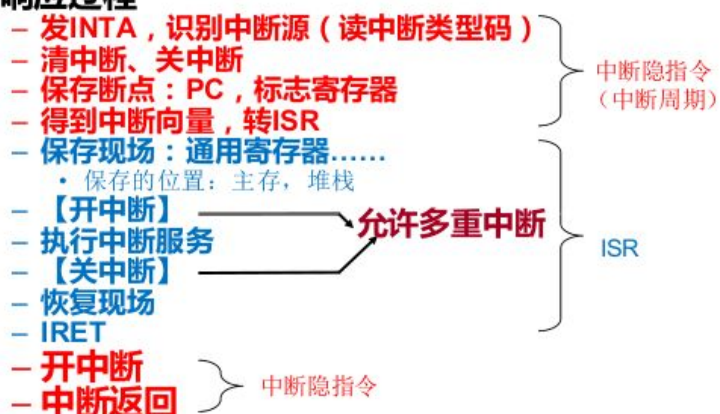 响应过程
– 发INTA，识别中断源（读中断类型码）
– 清中断、关中断
– 保存断点：PC，标志寄存器
– 得到中断向量，转ISR
中断隐指令
（中断周期）
– 保存现场：通用寄存器……
• 保存的位置：主存，堆栈
– 【开中断】
– 执行中断服务
– 【关中断】
允许多重中断
– 恢复现场
– IRET
ISR
– 开中断
– 中断返回
中断隐指令